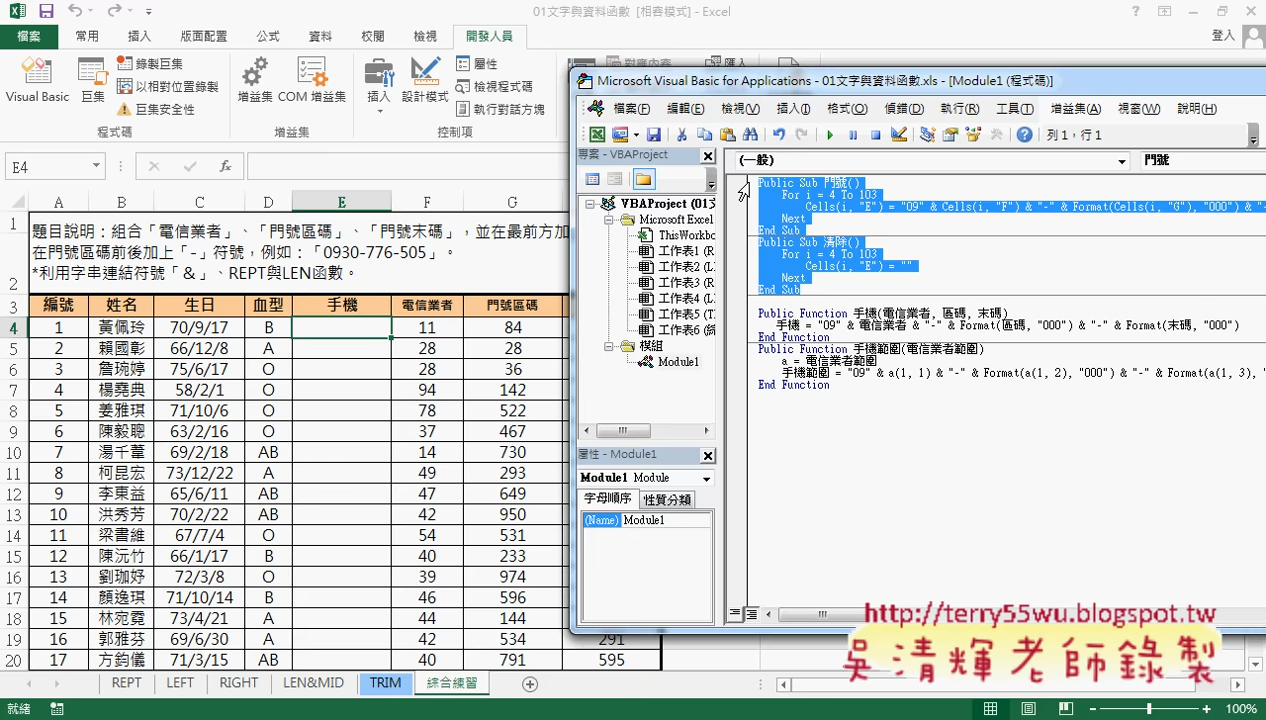 01文字與資料函數 [相容模式] - Excel
檔案 常用 插入 版面配置 公式 資料 校閱 檢視 開發人員 登入
Visual Basic 巨集 錄製巨集 以相對位置錄製 巨集安全性 增益集 COM 增益集 插入 設計模式 屬性 檢視程式碼 執行對話方塊
程式碼 增益集 控制項
E4 fx
A B C D E F G
1 題目說明：組合「電信業者」、「門號區碼」、「門號末碼」，並在最前方加
在門號區碼前後加上「-」符號，例如：「0930-776-505」。
2 *利用字串連結符號「&」、REPT與LEN函數。
3 編號 姓名 生日 血型 手機 電信業者 門號區碼
4 1 黃佩玲 70/9/17 B 11 84
5 2 賴國彰 66/12/8 A 28 28
6 3 詹琬婷 75/6/17 O 28 36
7 4 楊堯典 58/2/1 O 94 142
8 5 姜雅琪 71/10/6 O 78 522
9 6 陳毅聰 63/2/16 O 37 467
10 7 湯千葦 69/2/18 AB 14 730
11 8 柯昆宏 73/12/22 A 49 293
12 9 李東益 65/6/11 AB 47 649
13 10 洪秀芳 70/2/22 AB 42 950
14 11 梁書維 67/7/4 O 54 531
15 12 陳沅竹 66/1/17 B 40 233
16 13 劉珈妤 72/3/8 O 39 974
17 14 顏逸琪 71/10/14 B 46 596
18 15 林宛霓 73/4/21 A 44 144
19 16 郭雅芬 69/6/30 A 42 534 291
20 17 方鈞儀 71/3/15 AB 40 791 595
REPT LEFT RIGHT LEN&MID TRIM 綜合練習
就緒 100%
Microsoft Visual Basic for Applications - 01文字與資料函數.xls - [Module1 (程式碼)]
檔案(F) 編輯(E) 檢視(V) 插入(I) 格式(O) 偵錯(D) 執行(R) 工具(T) 增益集(A) 視窗(W) 說明(H)
列 1，行 1
專案 - VBAProject
VBAProject (01文
Microsoft Excel
ThisWorkbo
工作表1 (R
工作表2 (L
工作表3 (R
工作表4 (L
工作表5 (T
工作表6 (綜
模組
Module1
屬性 - Module1
Module1 Module
字母順序 性質分類
(Name) Module1
(一般) 門號
Public Sub 門號()
For i = 4 To 103
Cells(i, "E") = "09" & Cells(i, "F") & "-" & Format(Cells(i, "G"), "000") & "-
Next
End Sub
Public Sub 清除()
For i = 4 To 103
Cells(i, "E") = ""
Next
End Sub
Public Function 手機(電信業者, 區碼, 末碼)
手機 = "09" & 電信業者 & "-" & Format(區碼, "000") & "-" & Format(末碼, "000")
End Function
Public Function 手機範圍(電信業者範圍)
a = 電信業者範圍
手機範圍 = "09" & a(1, 1) & "-" & Format(a(1, 2), "000") & "-" & Format(a(1, 3), "
End Function
http://terry55wu.blogspot.tw
吳清輝老師錄製